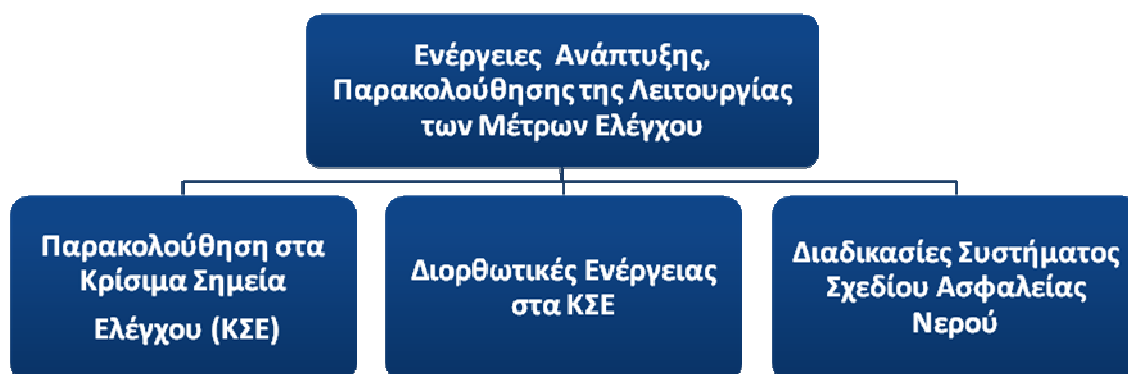 Ενέργειες Ανάπτυξης,
Παρακολούθησης της Λειτουργίας
των Μέτρων Ελέγχου
Παρακολούθηση στα
Κρίσιμα Σημεία
Ελέγχου (ΚΣΕ)
Διορθωτικές Ενέργειας
στα ΚΣΕ
Διαδικασίες Συστήματος
Σχεδίου Ασφαλείας
Νερού